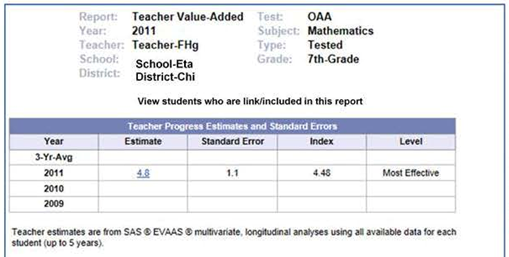 Report: Teacher Value-Added Test: OAA
Year: 2011 Subject: Mathematics
Teacher: Teacher-FHg Type: Tested
School: School-Eta Grade: 7th-Grade
District: District-Chi
View students who are link/included in this report
Teacher Progress Estimates and Standard Errors
Year Estimate Standard Error Index Level
3-Yr-Avg
2011 4.8 1.1 4.48 Most Effective
2010
2009
Teacher estimates are from SAS ® EVAAS ® multivariate, longitudinal analyses using all available data for each
student (up to 5 years).